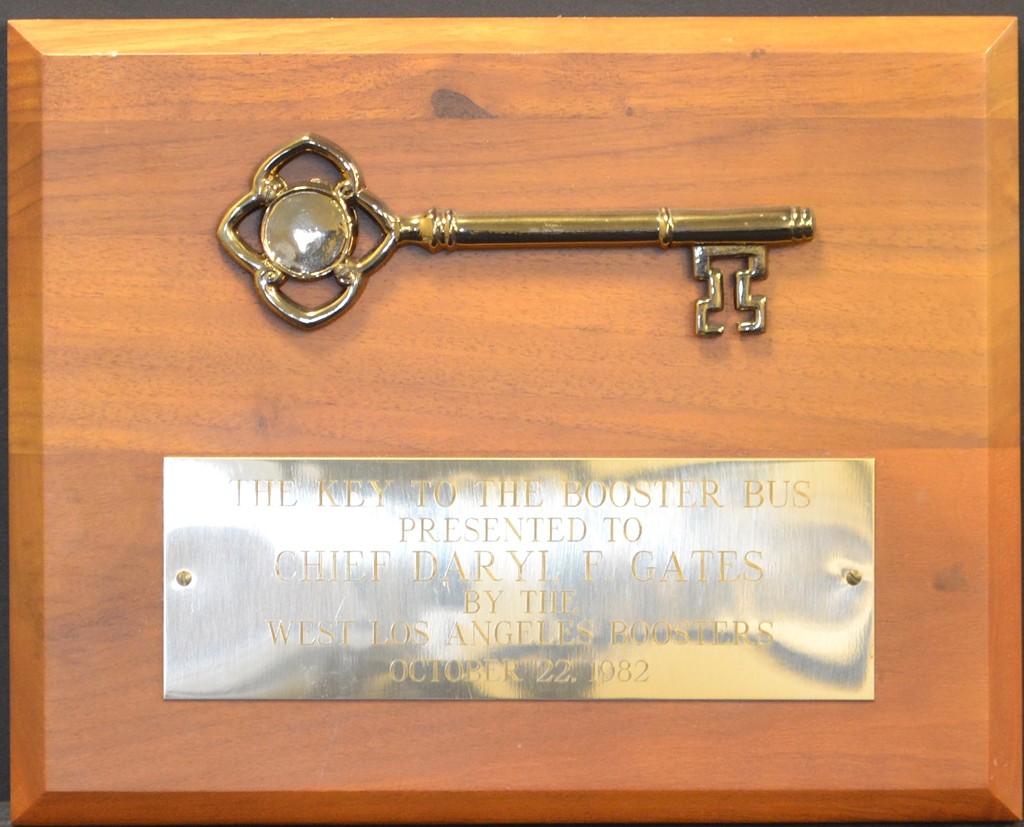 THE KEY TO THE BOOSTER BUS
PRESENTED TO
CHIEF DARYL F. GATES
BY THE
WEST LOS ANGELES BOOSTERS
OCTOBER 22, 1982